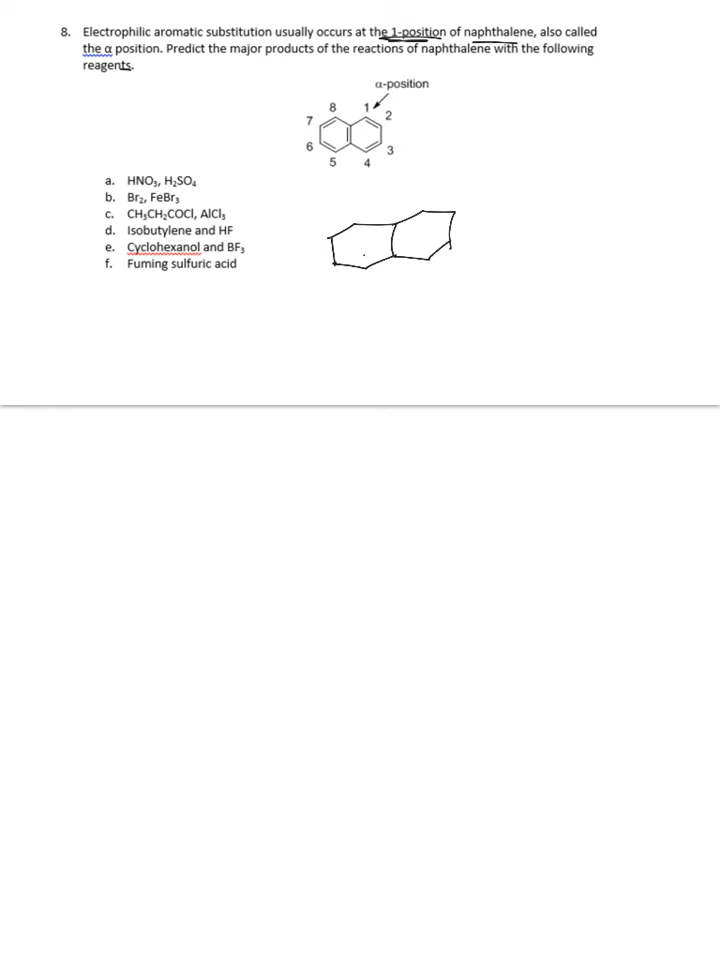 8. Electrophilic aromatic substitution usually occurs at the 1-position of naphthalene, also called
the α position. Predict the major products of the reactions of naphthalene with the following
reagents.
α-position
8 1
7 2
6 3
5 4
a. HNO₃, H₂SO₄
b. Br₂, FeBr₃
c. CH₃CH₂COCl, AlCl₃
d. Isobutylene and HF
e. Cyclohexanol and BF₃
f. Fuming sulfuric acid